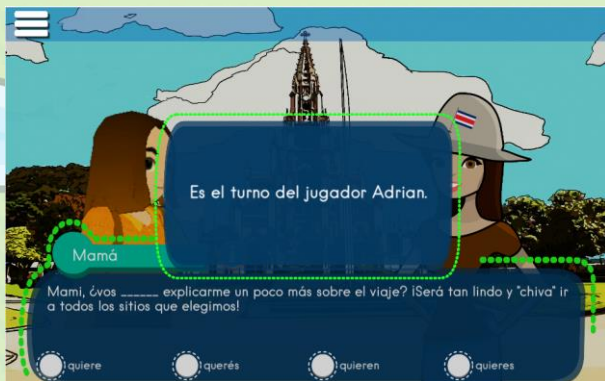 Es el turno del jugador Adrian.
Mamá
Mami, ¿vos ______ explicarme un poco más sobre el viaje? ¡Será tan lindo y "chiva" ir
a todos los sitios que elegimos!
quiere querés quieren quieres